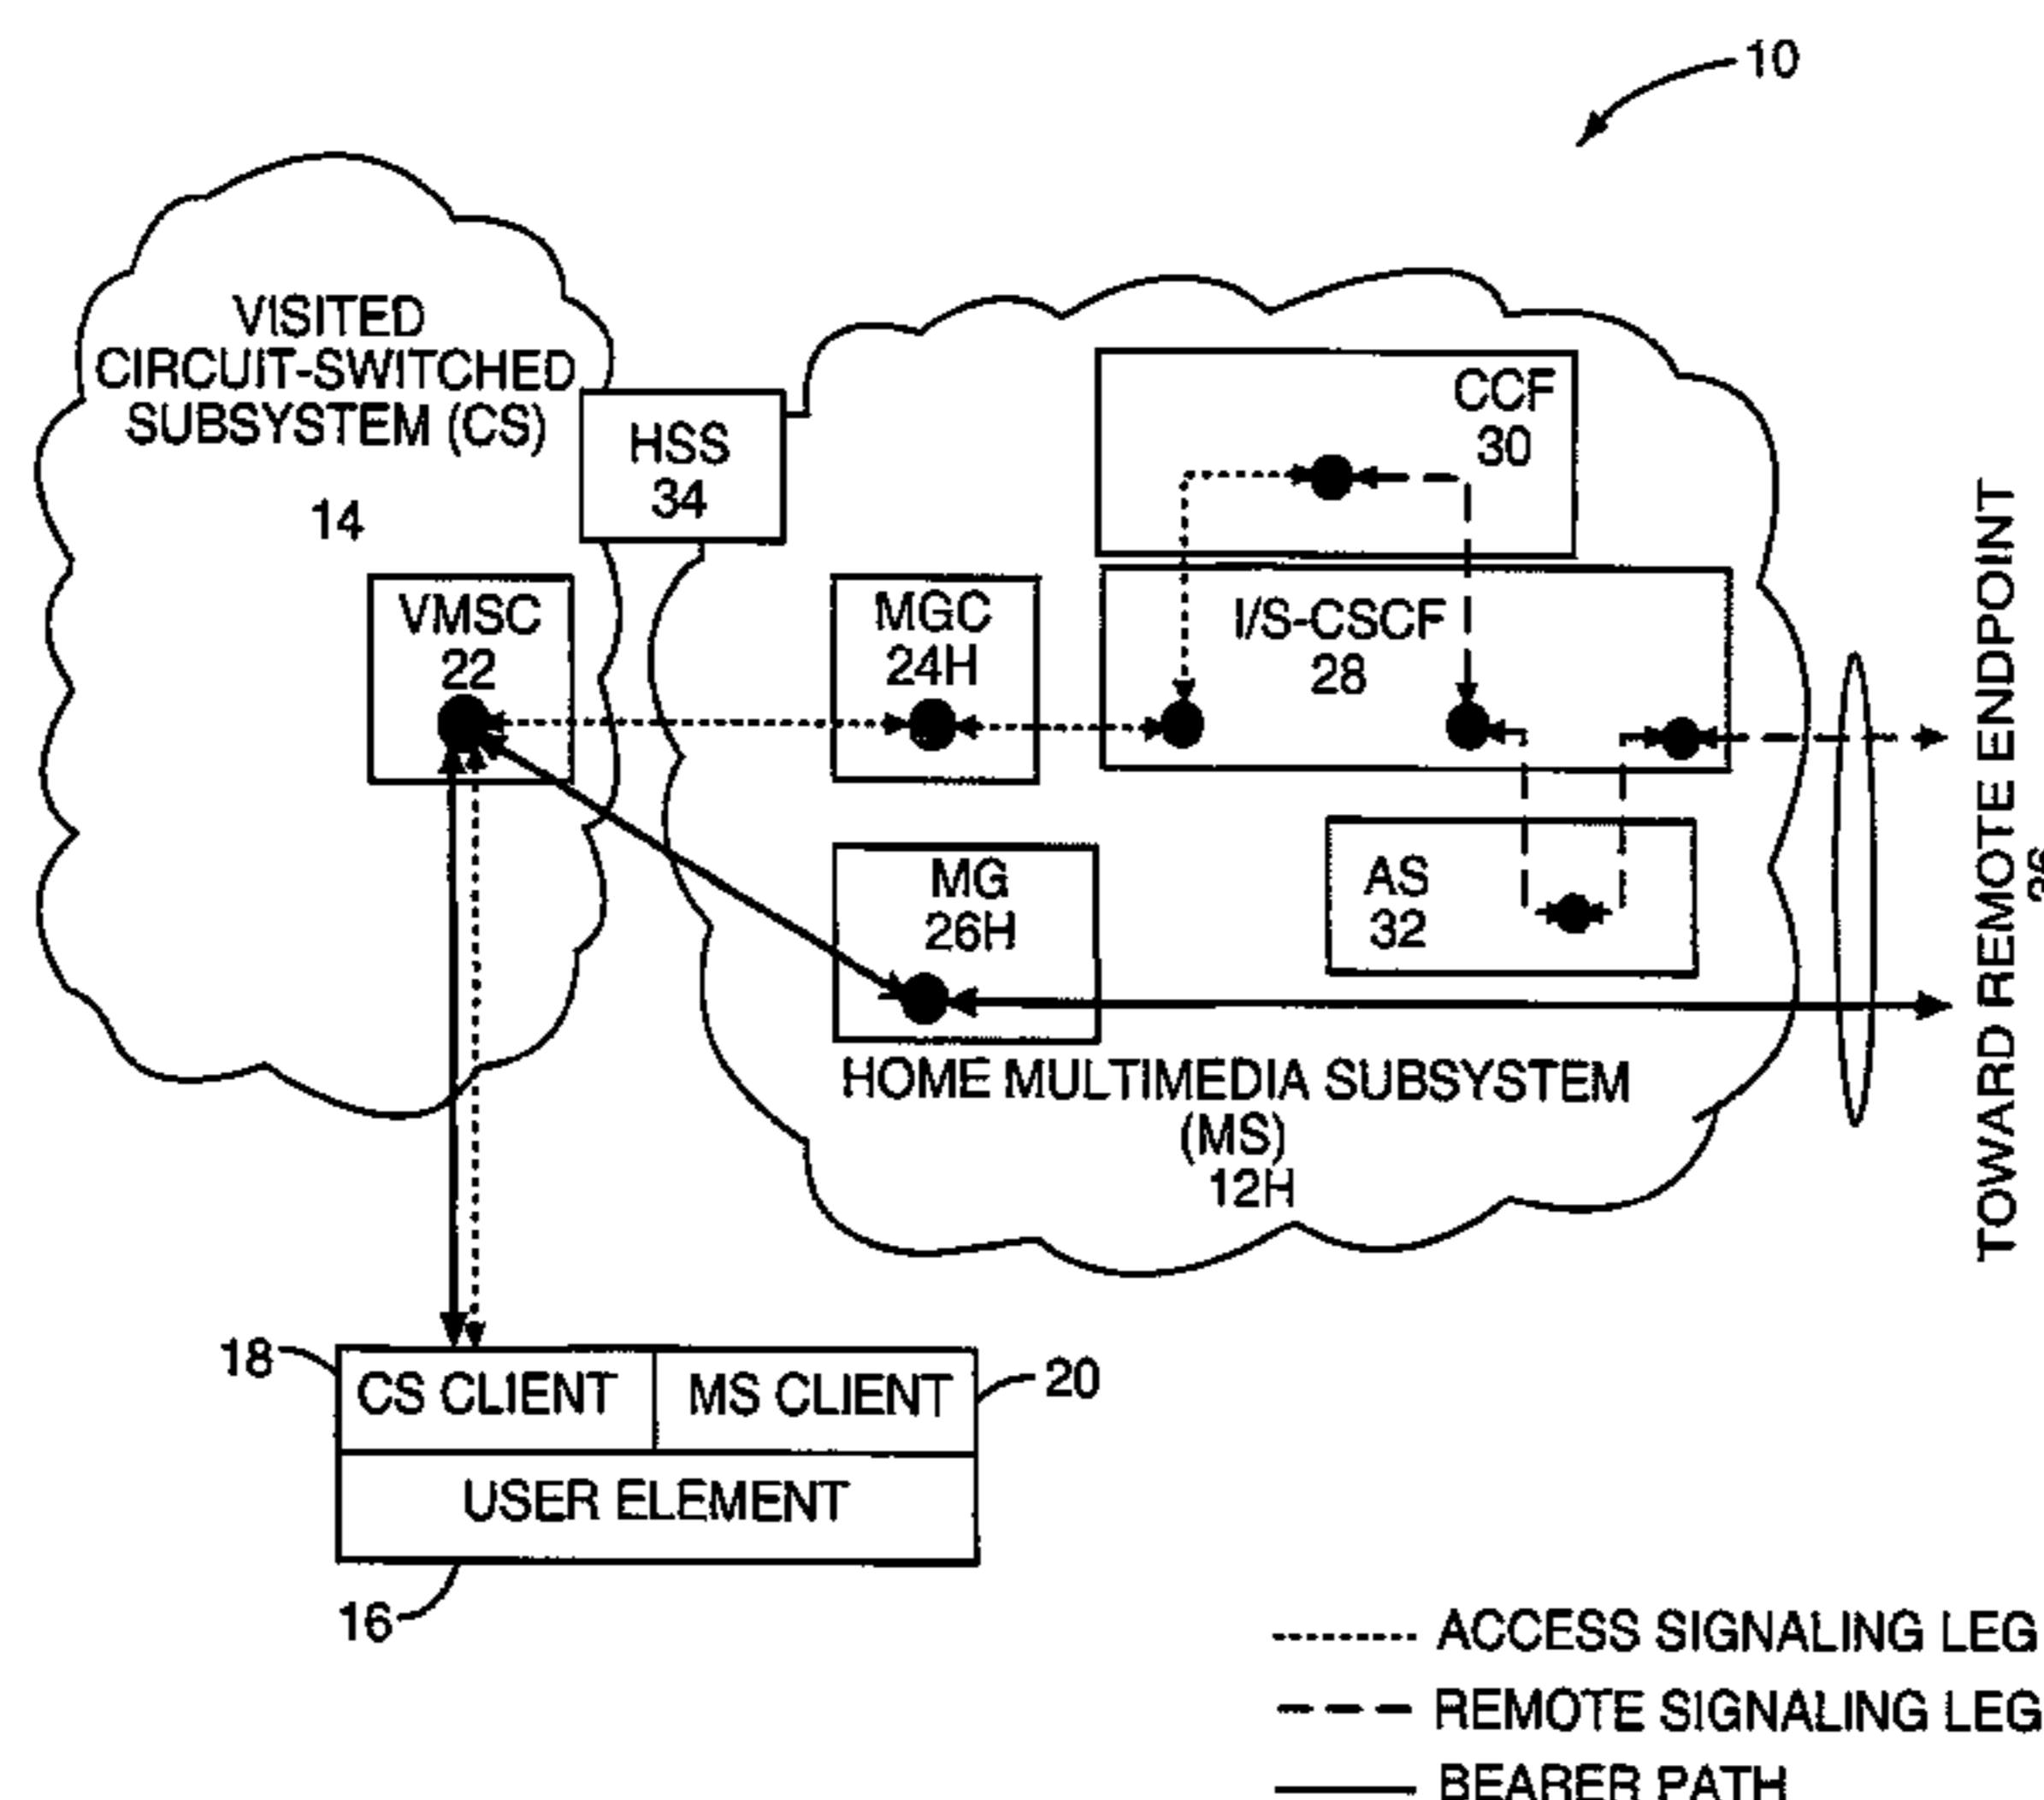 10
VISITED
CIRCUIT-SWITCHED
SUBSYSTEM (CS)
14
HSS
34
CCF
30
VMSC
22
MGC
24H
I/S-CSCF
28
MG
26H
AS
32
HOME MULTIMEDIA SUBSYSTEM
(MS)
12H
TOWARD REMOTE ENDPOINT
18
CS CLIENT
MS CLIENT
20
USER ELEMENT
16
ACCESS SIGNALING LEG
REMOTE SIGNALING LEG
BEARER PATH